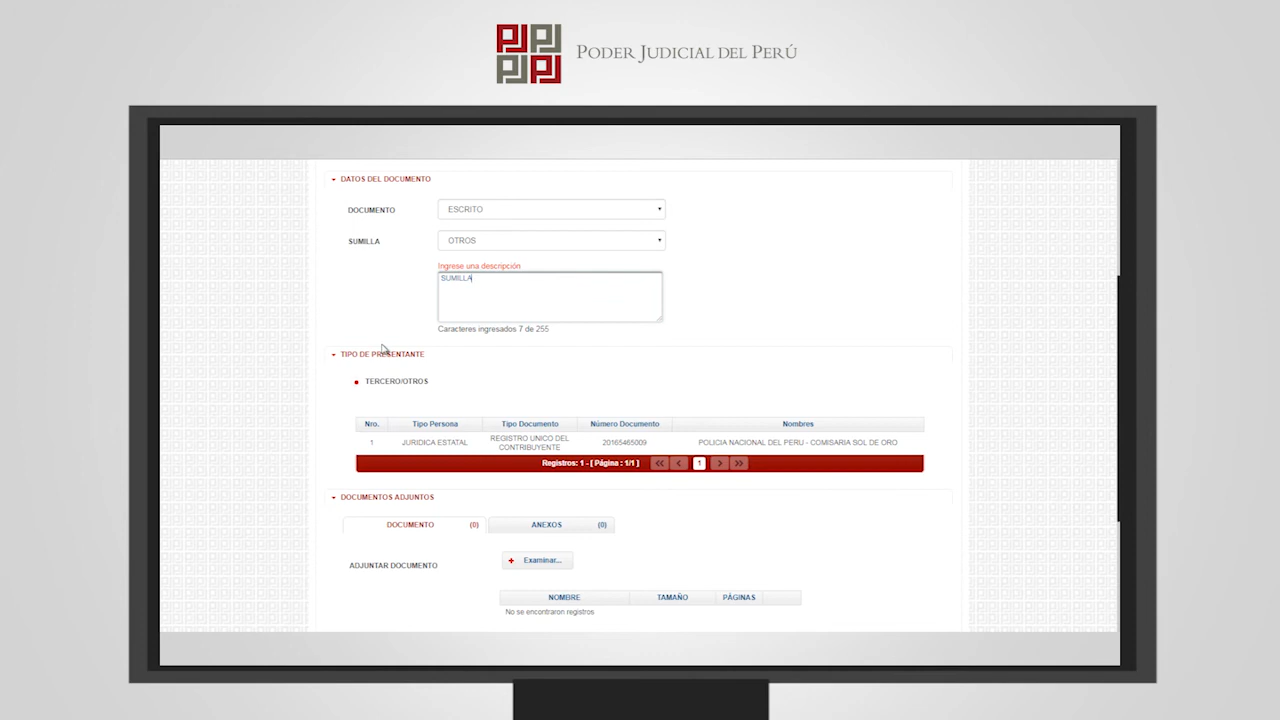 PODER JUDICIAL DEL PERÚ
DATOS DEL DOCUMENTO
DOCUMENTO ESCRITO
SUMILLA OTROS
Ingrese una descripción
SUMILLA
Caracteres ingresados 7 de 255
TIPO DE PRESENTANTE
TERCERO/OTROS
Nro. Tipo Persona Tipo Documento Número Documento Nombres
1 JURIDICA ESTATAL REGISTRO UNICO DEL CONTRIBUYENTE 20165465009 POLICIA NACIONAL DEL PERU - COMISARIA SOL DE ORO
Registros: 1 - [ Página : 1/1 ] 1
DOCUMENTOS ADJUNTOS
DOCUMENTO (0) ANEXOS (0)
ADJUNTAR DOCUMENTO Examinar...
NOMBRE TAMAÑO PÁGINAS
No se encontraron registros